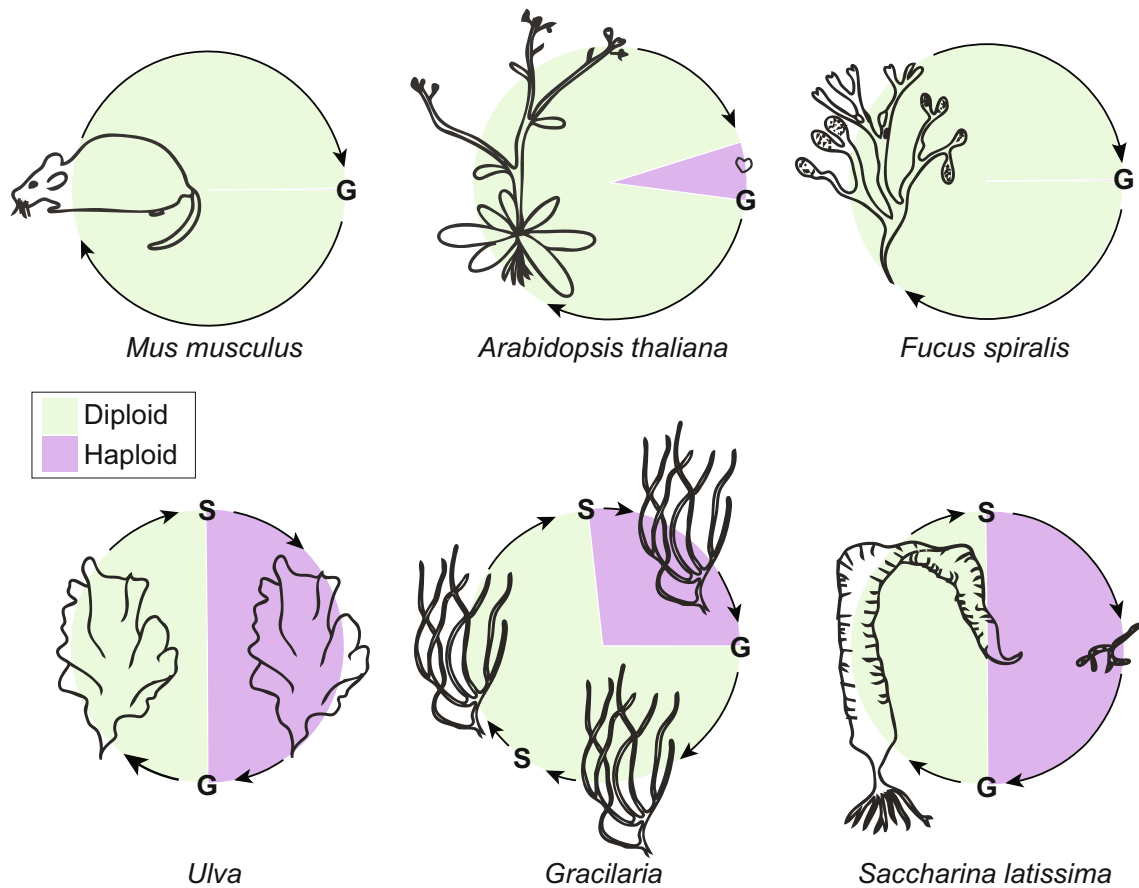 G
G
G
Mus musculus
Arabidopsis thaliana
Fucus spiralis
Diploid
Haploid
S
S
S
G
S
G
G
Ulva
Gracilaria
Saccharina latissima